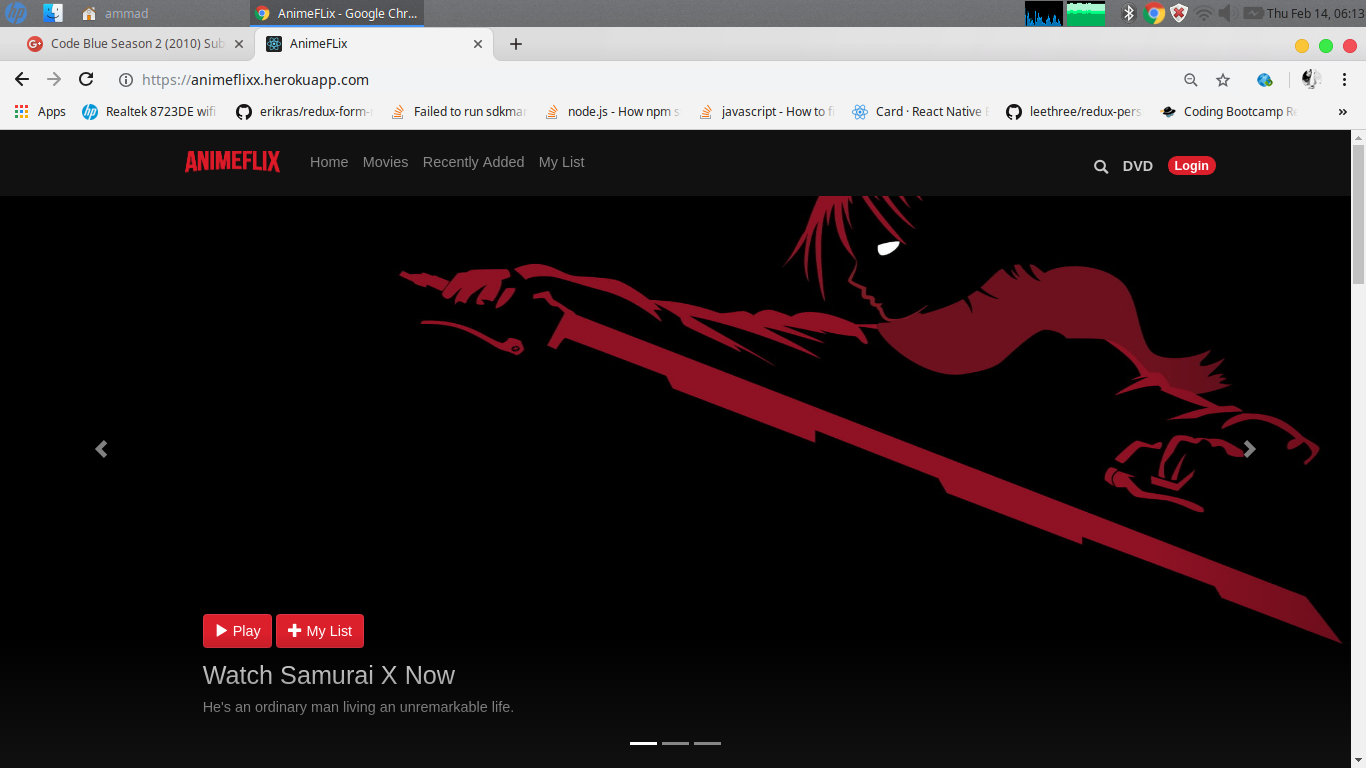 ammad
AnimeFLix - Google Chr...
Thu Feb 14, 06:13
Code Blue Season 2 (2010) Sub
AnimeFLix
https://animeflixx.herokuapp.com
Apps
Realtek 8723DE wifi
erikras/redux-form-
Failed to run sdkmar
node.js - How npm s
javascript - How to fi
Card · React Native E
leethree/redux-pers
Coding Bootcamp Re
»
ANIMEFLIX
Home
Movies
Recently Added
My List
DVD
Login
Play
My List
Watch Samurai X Now
He's an ordinary man living an unremarkable life.